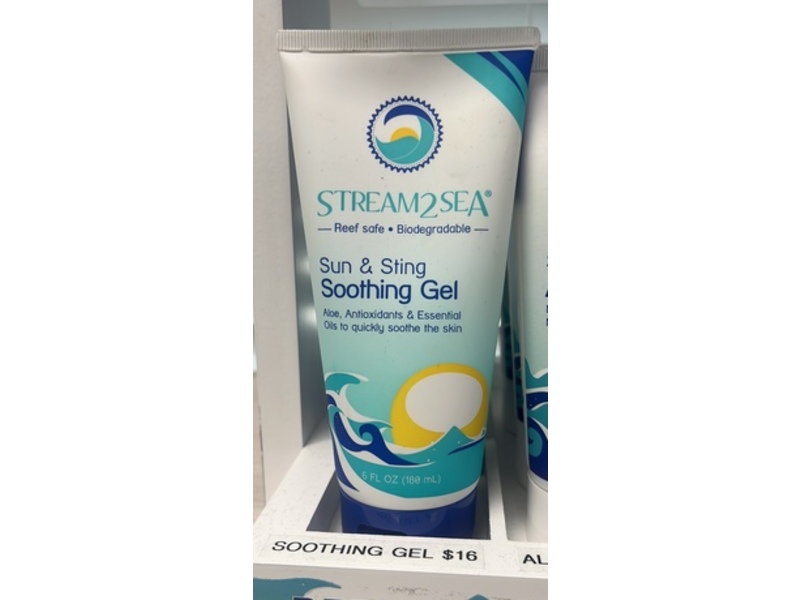 STREAM2SEA®
Reef safe • Biodegradable
Sun & Sting
Soothing Gel
Aloe, Antioxidants & Essential
Oils to quickly soothe the skin
6 FL OZ (180 mL)
SOOTHING GEL $16
AL